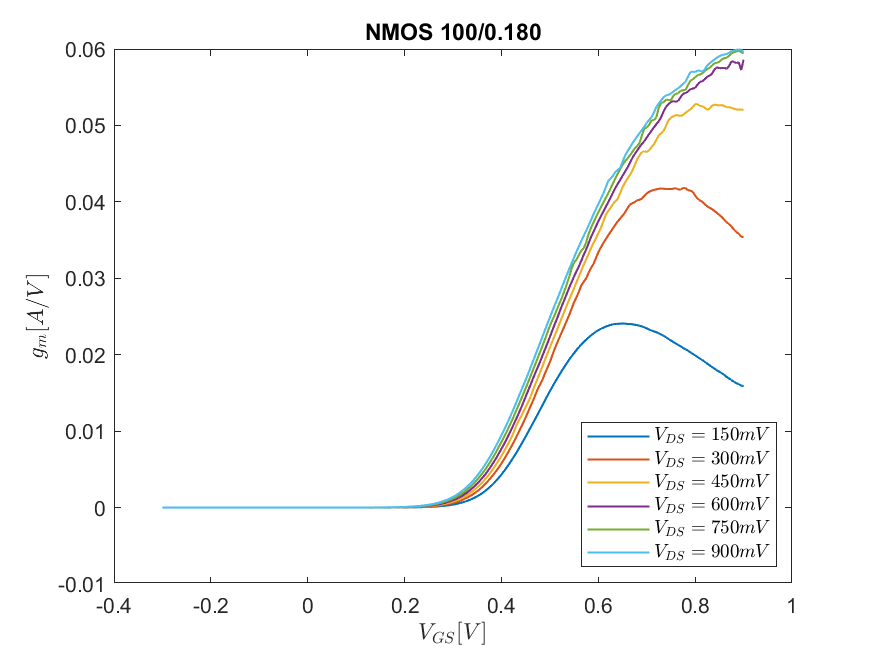 NMOS 100/0.180
0.06
0.05
0.04
0.03
0.02
0.01
0
-0.01
g_m[A/V]
-0.4 -0.2 0 0.2 0.4 0.6 0.8 1
V_GS[V]
V_DS = 150mV
V_DS = 300mV
V_DS = 450mV
V_DS = 600mV
V_DS = 750mV
V_DS = 900mV